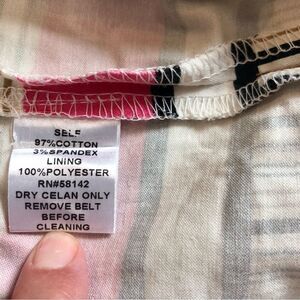 SELF
97%COTTON
3%SPANDEX
LINING
100%POLYESTER
RN#58142
DRY CELAN ONLY
REMOVE BELT
BEFORE
CLEANING